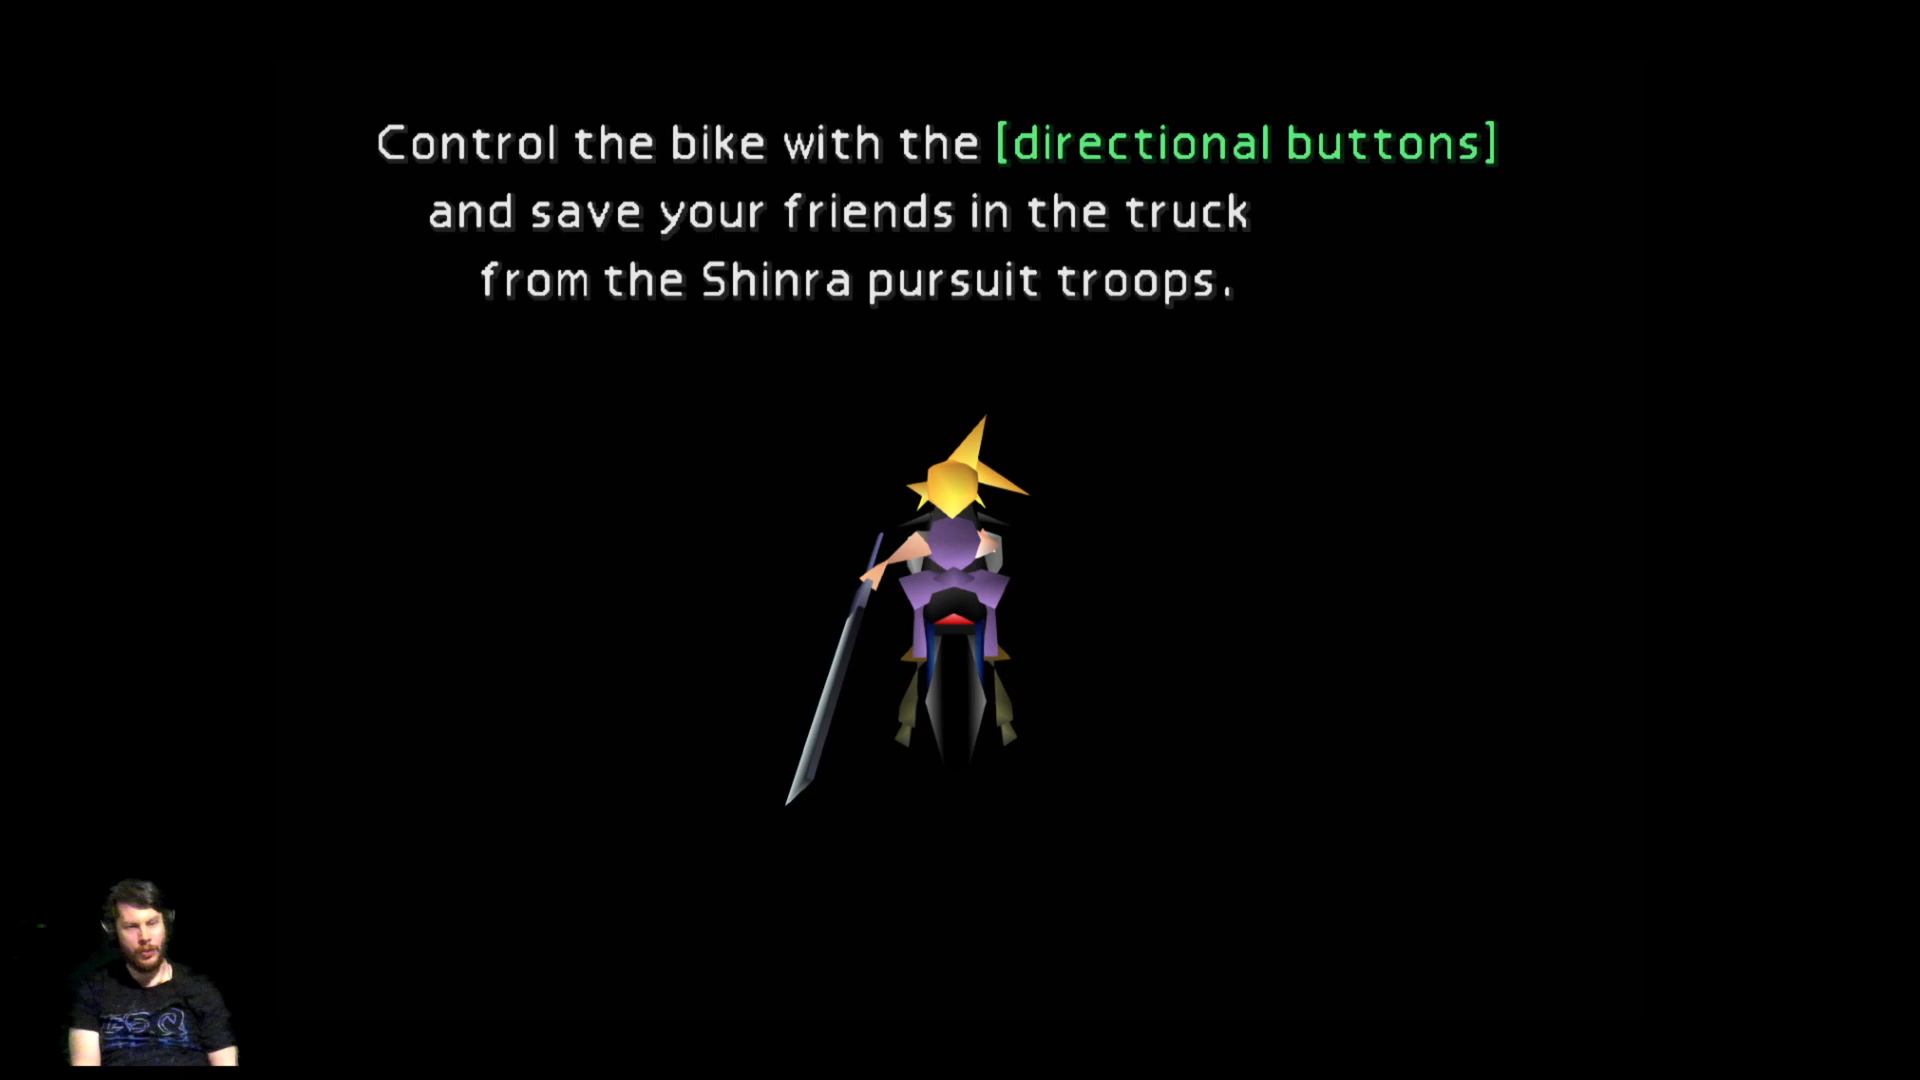 Control the bike with the [directional buttons]
and save your friends in the truck
from the Shinra pursuit troops.